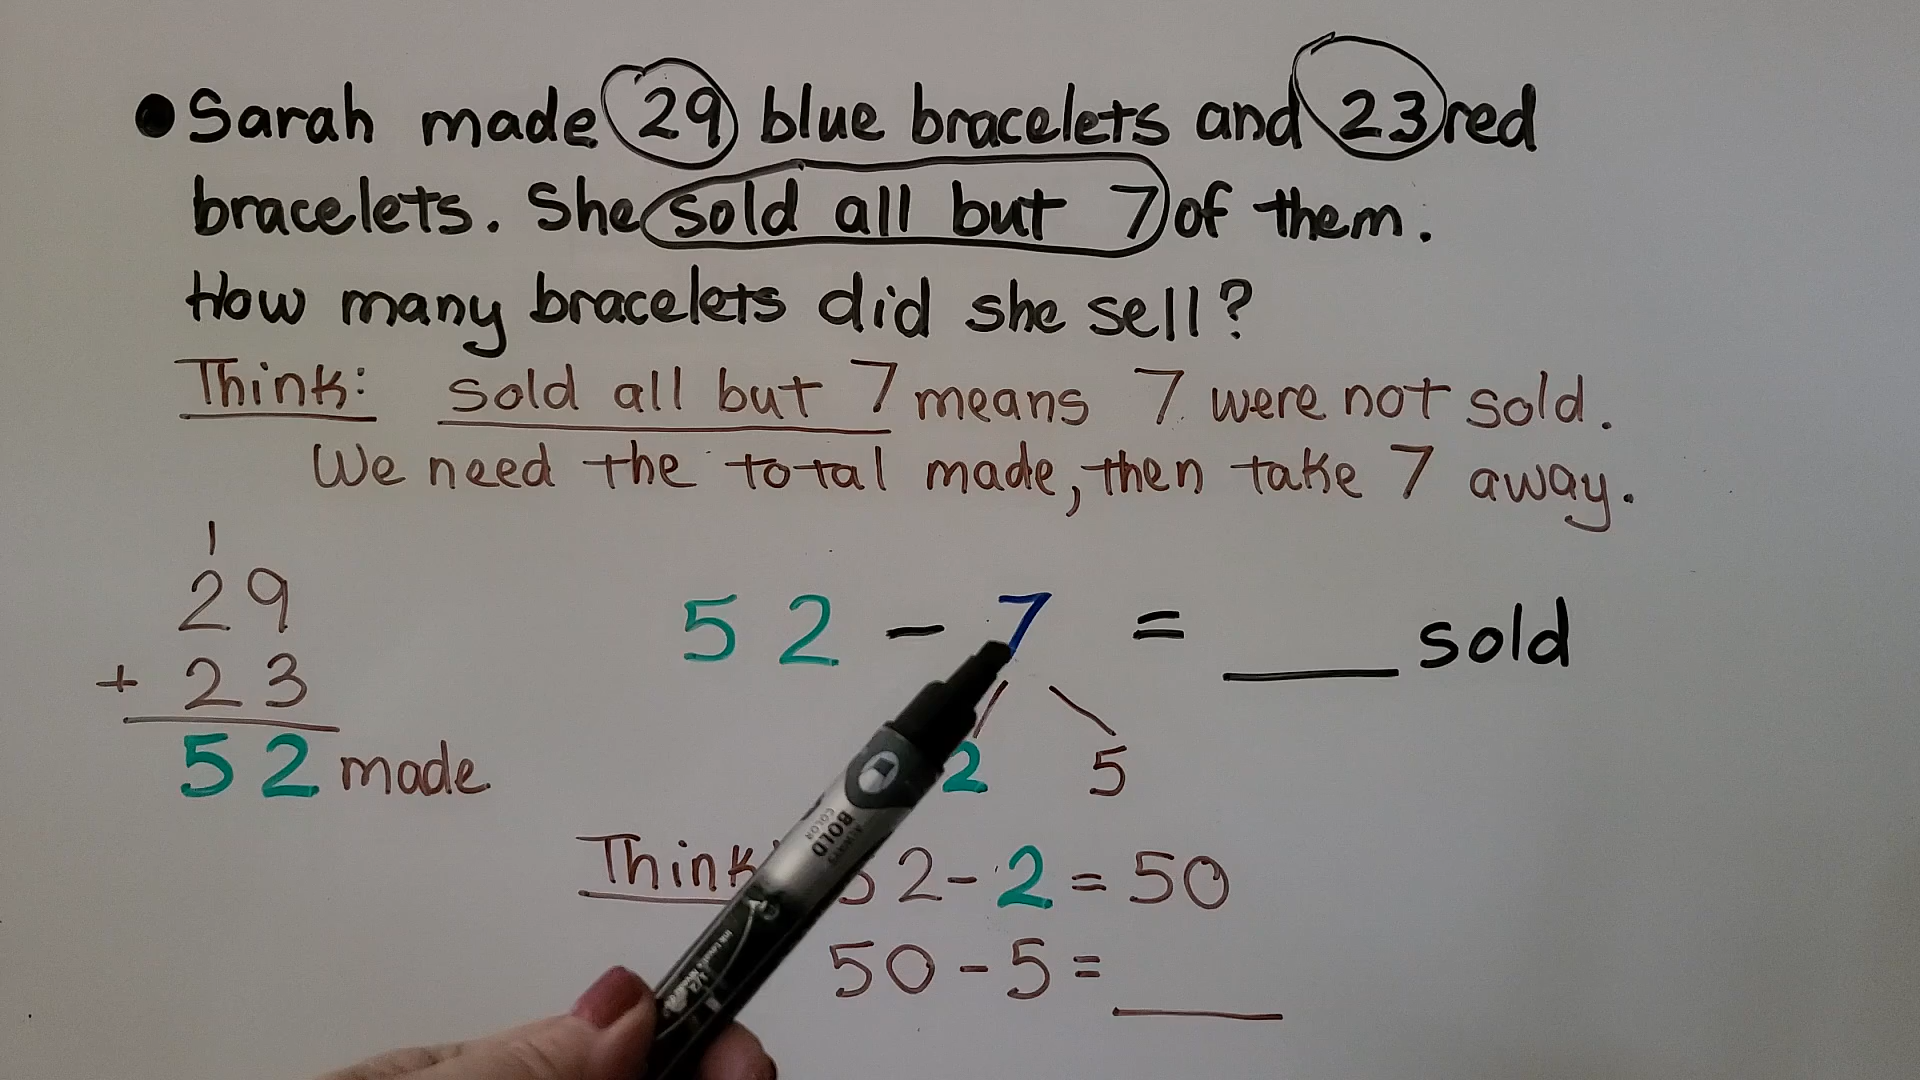 • Sarah made 29 blue bracelets and 23 red
bracelets. She sold all but 7 of them.
How many bracelets did she sell?
Think: sold all but 7 means 7 were not sold.
We need the total made, then take 7 away.
1
29
+ 23
52 made
52 - 7 = ___ sold
2 5
Think: 52 - 2 = 50
50 - 5 = ___
BOLD
COLOR